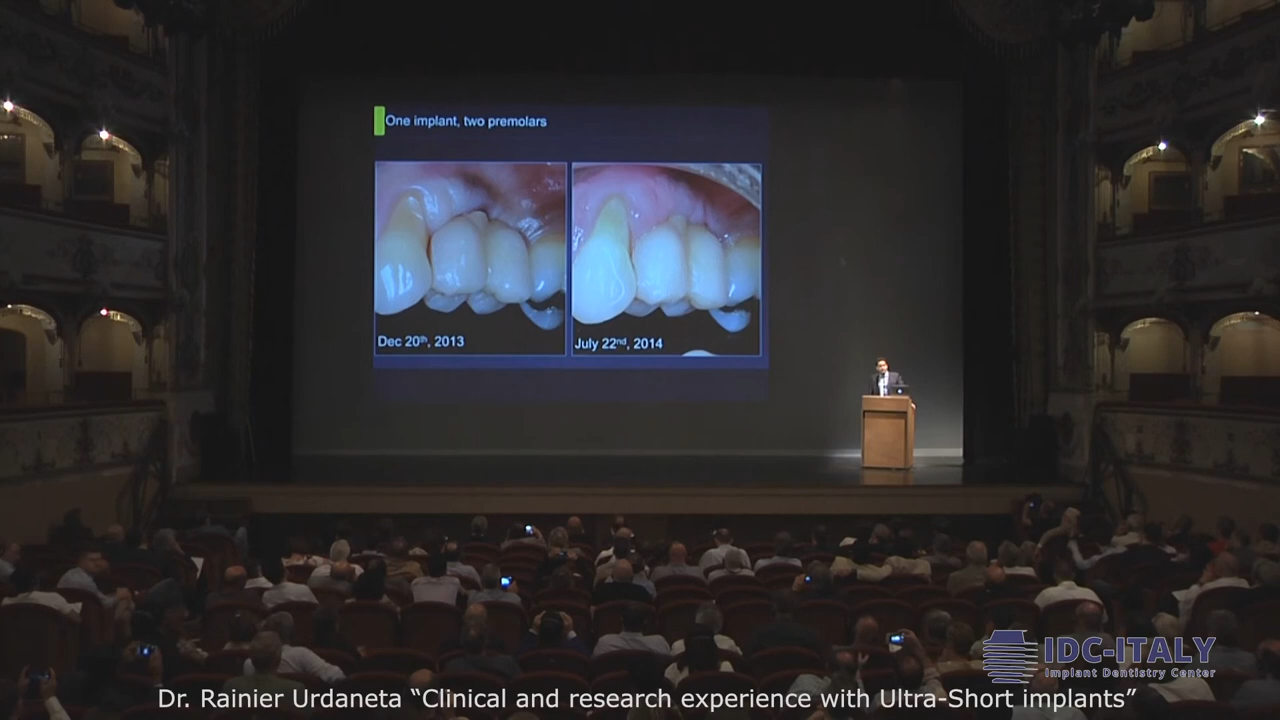 One implant, two premolars
Dec 20th, 2013
July 22nd, 2014
IDC-ITALY
Implant Dentistry Center
Dr. Rainier Urdaneta “Clinical and research experience with Ultra-Short implants”